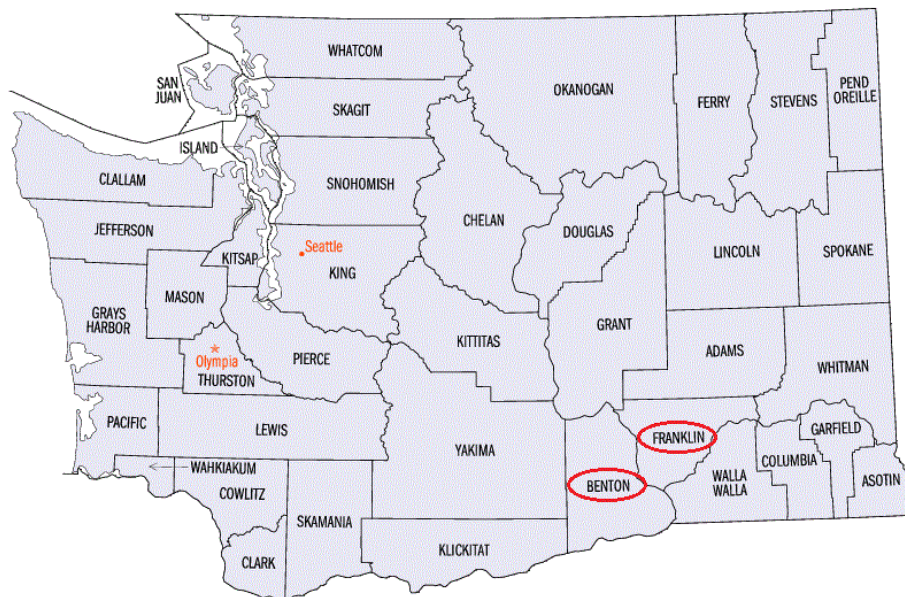 WHATCOM
SAN
JUAN
SKAGIT
OKANOGAN
FERRY
STEVENS
PEND
OREILLE
ISLAND
CLALLAM
SNOHOMISH
CHELAN
JEFFERSON
DOUGLAS
LINCOLN
SPOKANE
Seattle
KITSAP
KING
MASON
GRAYS
HARBOR
GRANT
KITTITAS
ADAMS
Olympia
THURSTON
PIERCE
WHITMAN
PACIFIC
LEWIS
YAKIMA
FRANKLIN
GARFIELD
WAHKIAKUM
COWLITZ
BENTON
WALLA
WALLA
COLUMBIA
ASOTIN
SKAMANIA
KLICKITAT
CLARK